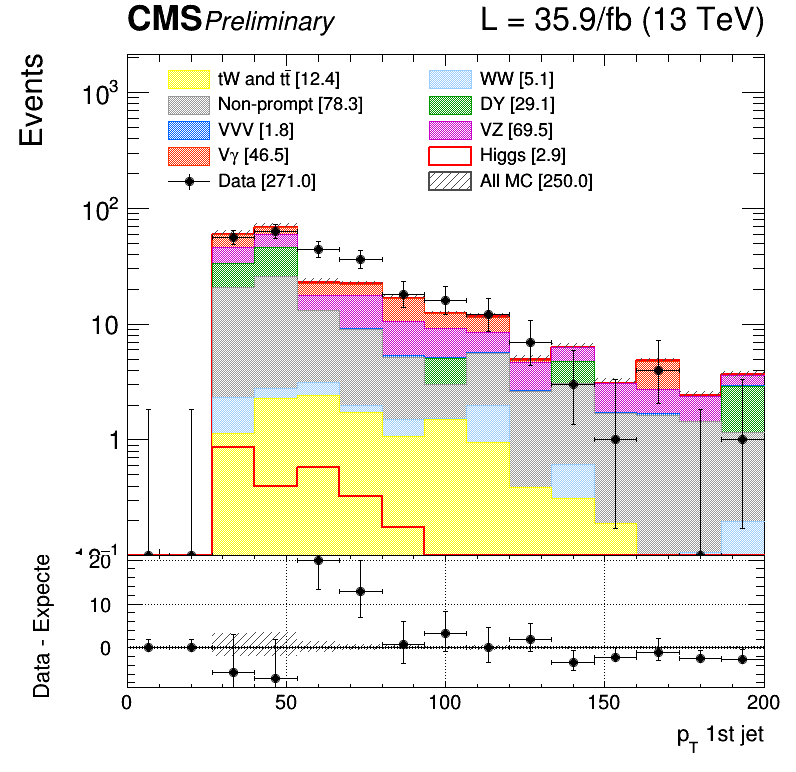 CMS Preliminary L = 35.9/fb (13 TeV)
Events
tW and tt̄ [12.4] WW [5.1]
Non-prompt [78.3] DY [29.1]
VVV [1.8] VZ [69.5]
Vγ [46.5] Higgs [2.9]
Data [271.0] All MC [250.0]
10³
10²
10
1
Data - Expecte
20
10
0
0 50 100 150 200
p_T 1st jet